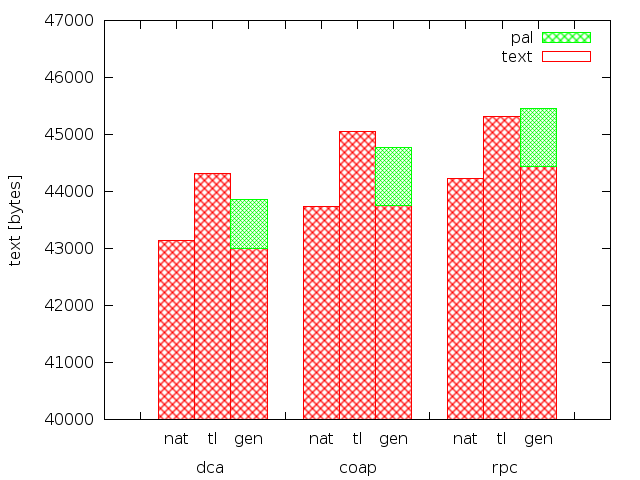 47000
46000
45000
44000
43000
42000
41000
40000
text [bytes]
pal
text
nat tl gen nat tl gen nat tl gen
dca coap rpc